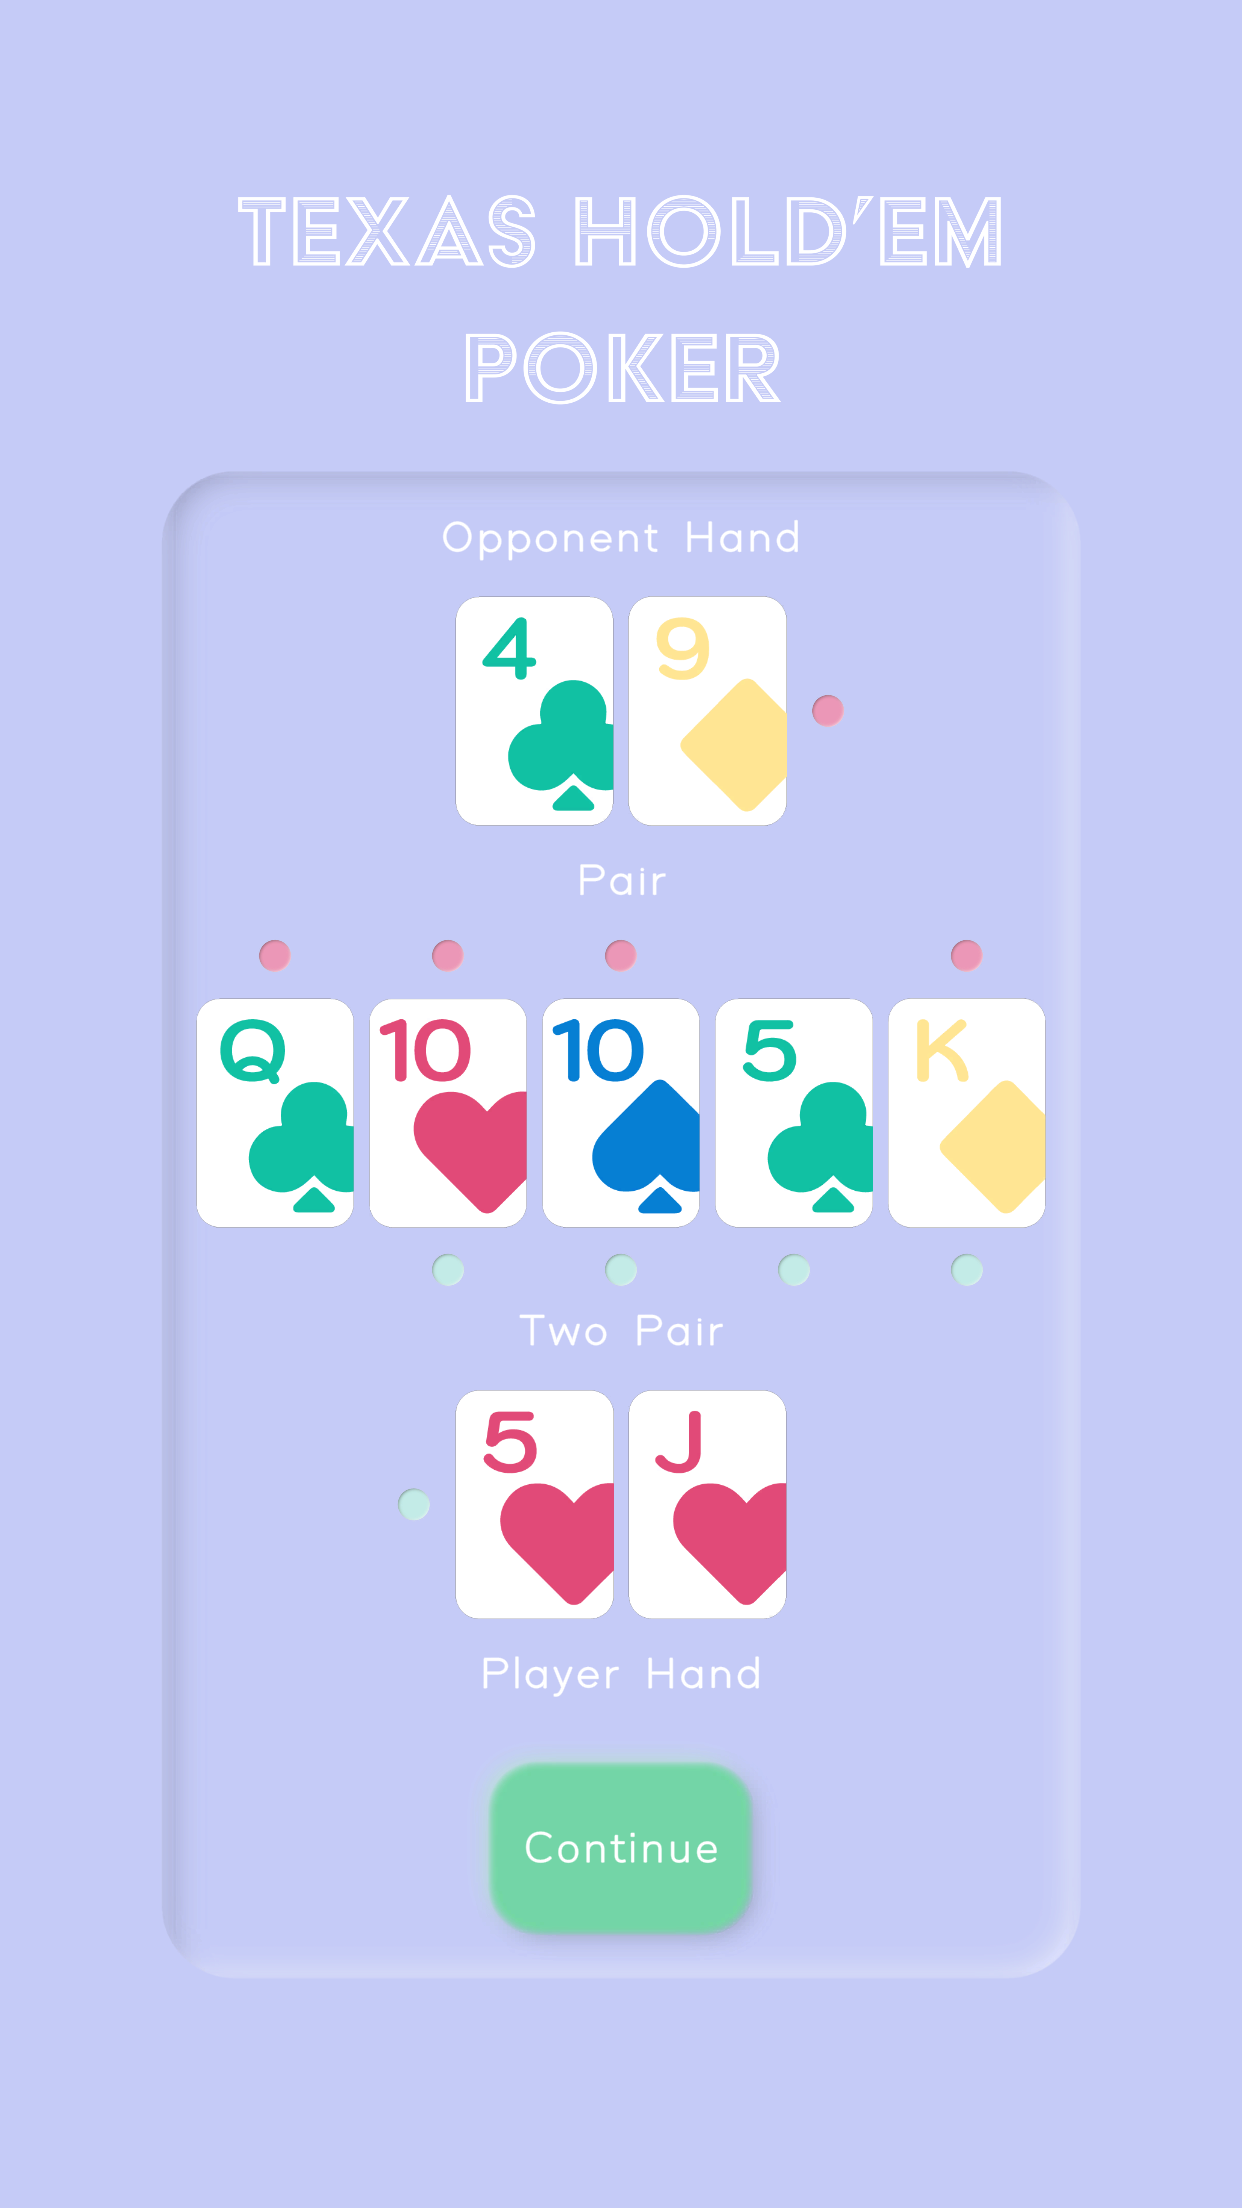 TEXAS HOLD'EM
POKER
Opponent Hand
4 9
Pair
Q 10 10 5 K
Two Pair
5 J
Player Hand
Continue